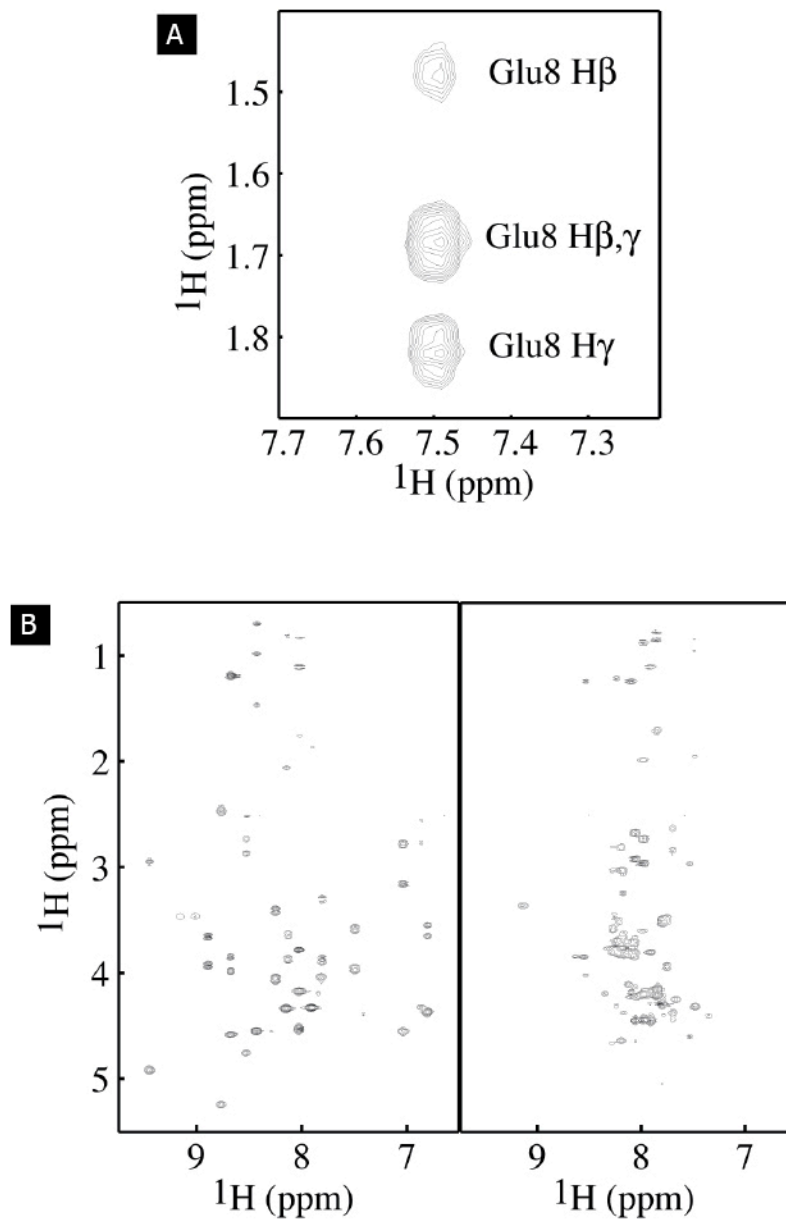 A
Glu8 Hβ
Glu8 Hβ,γ
Glu8 Hγ
1.5
1.6
1.7
1.8
1H (ppm)
7.7 7.6 7.5 7.4 7.3
1H (ppm)
B
1
2
3
4
5
1H (ppm)
9 8 7 9 8 7
1H (ppm) 1H (ppm)